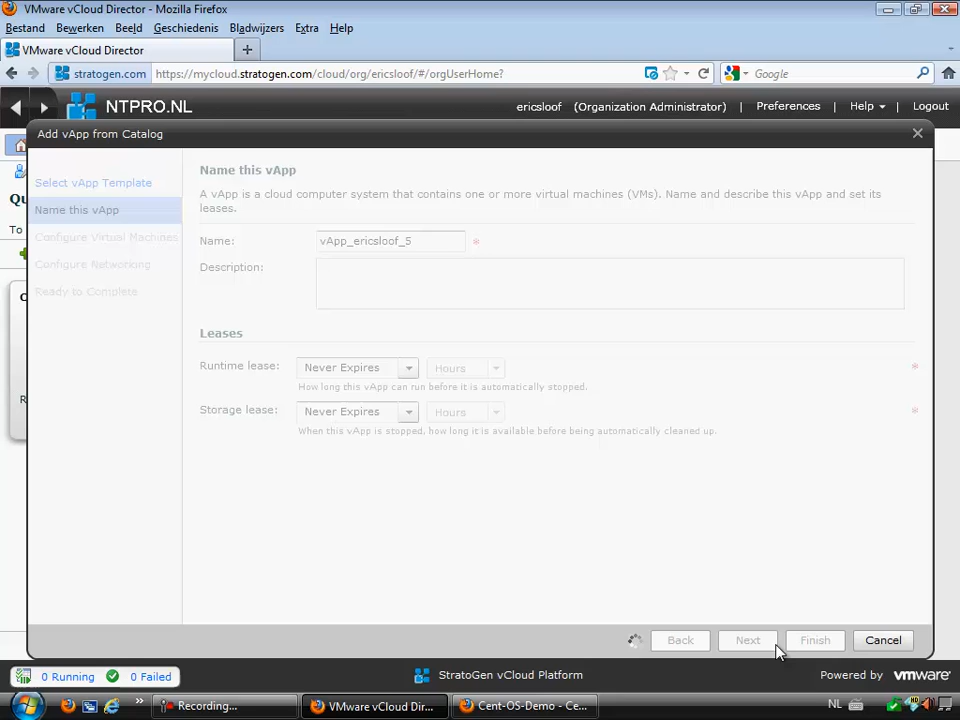 VMware vCloud Director - Mozilla Firefox
Bestand Bewerken Beeld Geschiedenis Bladwijzers Extra Help
VMware vCloud Director
stratogen.com https://mycloud.stratogen.com/cloud/org/ericsloof/#/orgUserHome? Google
NTPRO.NL ericsloof (Organization Administrator) | Preferences | Help | Logout
Add vApp from Catalog
Select vApp Template
Name this vApp
Configure Virtual Machines
Configure Networking
Ready to Complete
Name this vApp
A vApp is a cloud computer system that contains one or more virtual machines (VMs). Name and describe this vApp and set its
leases.
Name: vApp_ericsloof_5 *
Description:
Leases
Runtime lease: Never Expires Hours *
How long this vApp can run before it is automatically stopped.
Storage lease: Never Expires Hours *
When this vApp is stopped, how long it is available before being automatically cleaned up.
Back Next Finish Cancel
0 Running 0 Failed StratoGen vCloud Platform Powered by vmware
Recording... VMware vCloud Dir... Cent-OS-Demo - Ce... NL